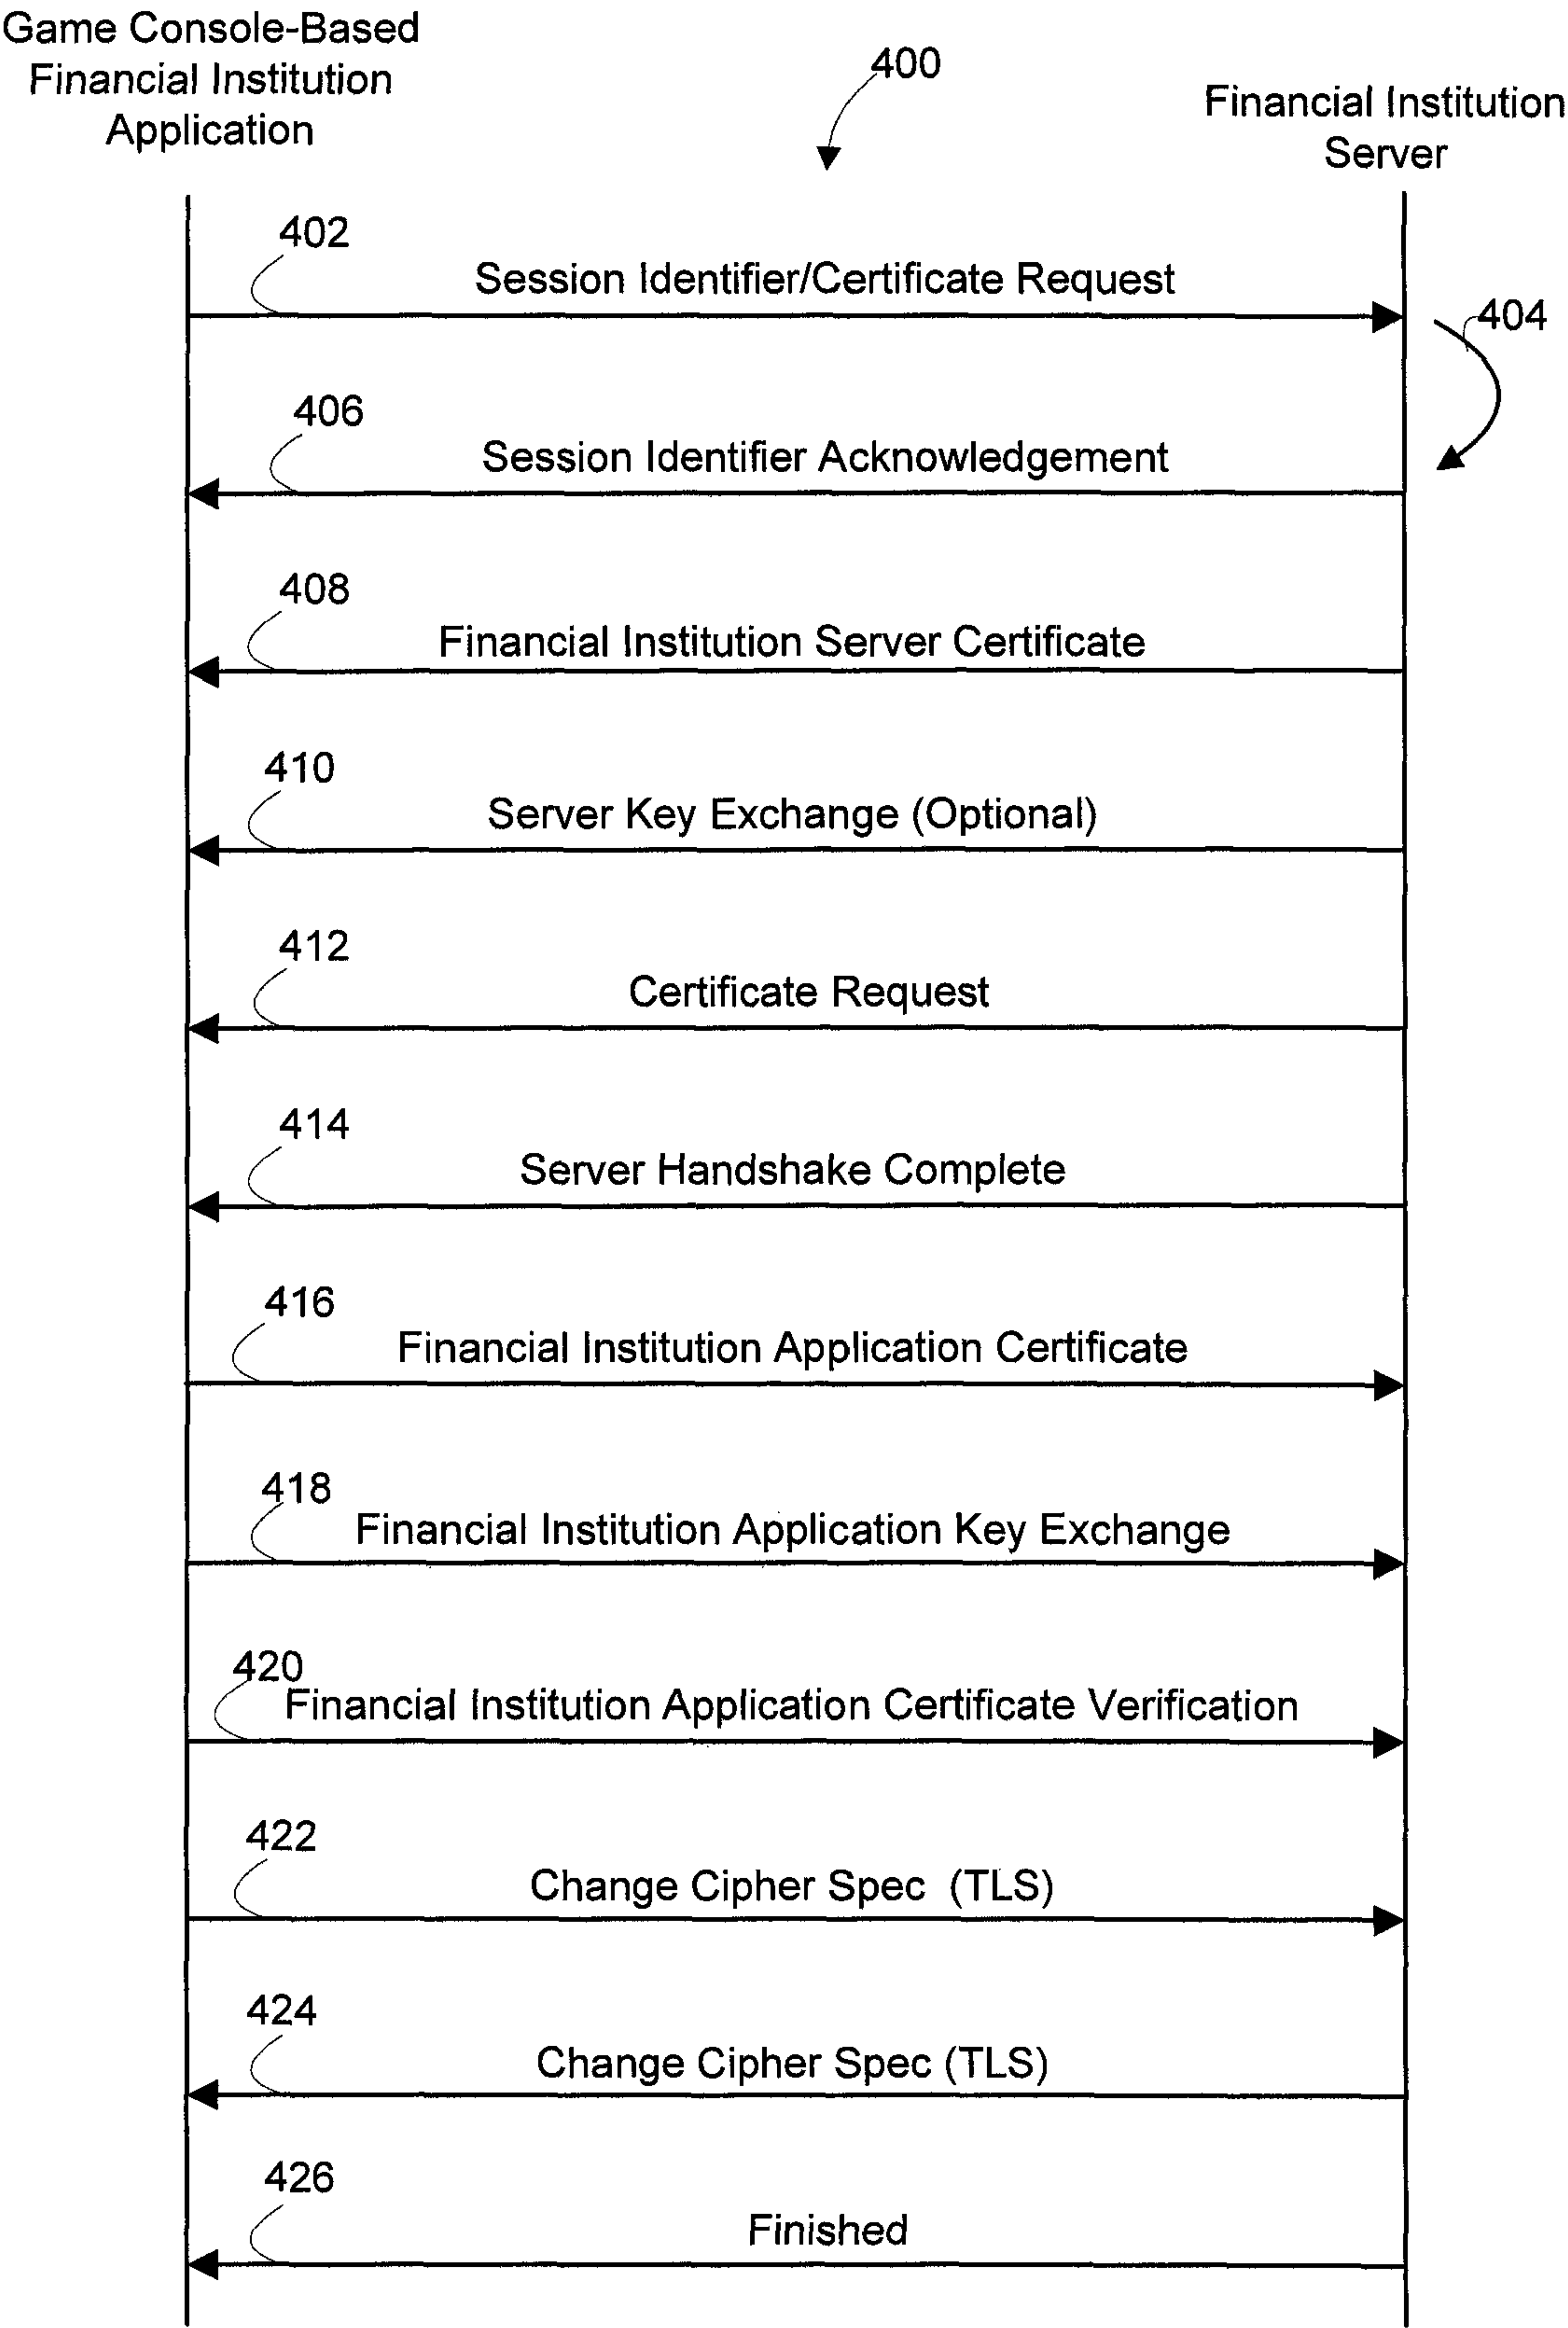 Game Console-Based
Financial Institution
Application
400
Financial Institution
Server
402
Session Identifier/Certificate Request
404
406
Session Identifier Acknowledgement
408
Financial Institution Server Certificate
410
Server Key Exchange (Optional)
412
Certificate Request
414
Server Handshake Complete
416
Financial Institution Application Certificate
418
Financial Institution Application Key Exchange
420
Financial Institution Application Certificate Verification
422
Change Cipher Spec (TLS)
424
Change Cipher Spec (TLS)
426
Finished